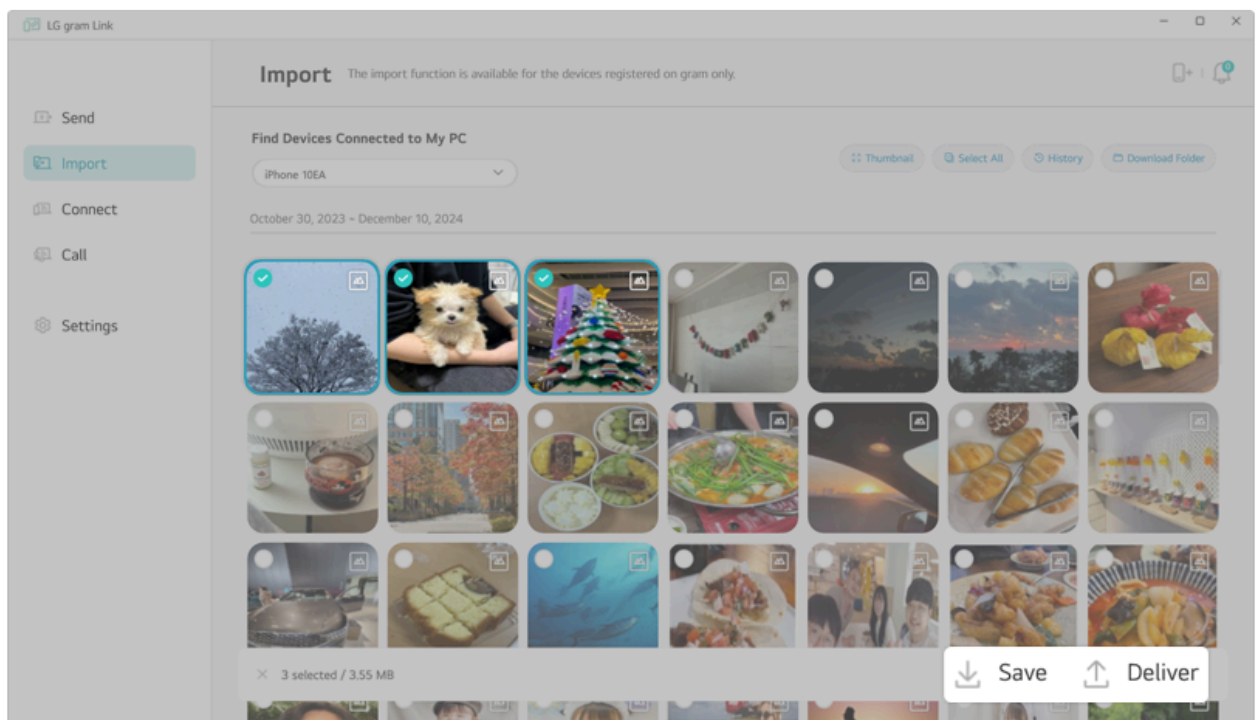 LG gram Link
Import The import function is available for the devices registered on gram only.
0
Send
Import
Connect
Call
Settings
Find Devices Connected to My PC
iPhone 10EA
Thumbnail Select All History Download Folder
October 30, 2023 ~ December 10, 2024
3 selected / 3.55 MB
Save Deliver